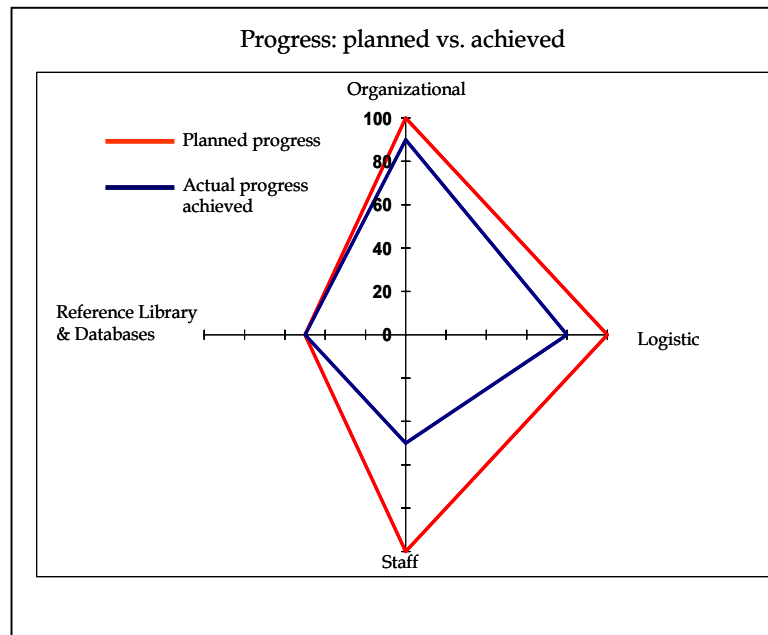 Progress: planned vs. achieved
Organizational
100
Planned progress
80
Actual progress
achieved
60
40
20
Reference Library
& Databases
0
Logistic
Staff